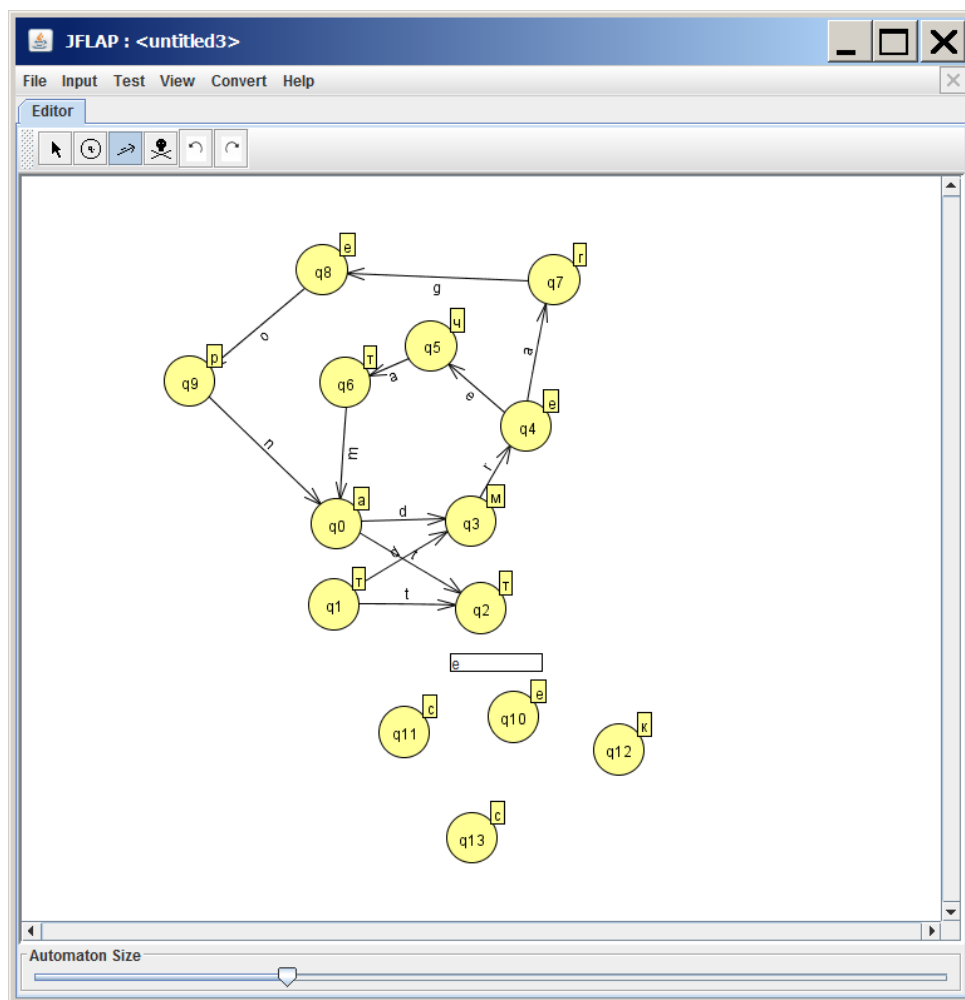 JFLAP : <untitled3>
File Input Test View Convert Help
Editor
q8 е
q7 г
g
q5 ч
o
q6 т
a
q9 р
a
e
q4 е
n
m
r
q0 а
d
q3 м
d r
q1 т
t
q2 т
e
q10 е
q11 с
q12 к
q13 с
Automaton Size